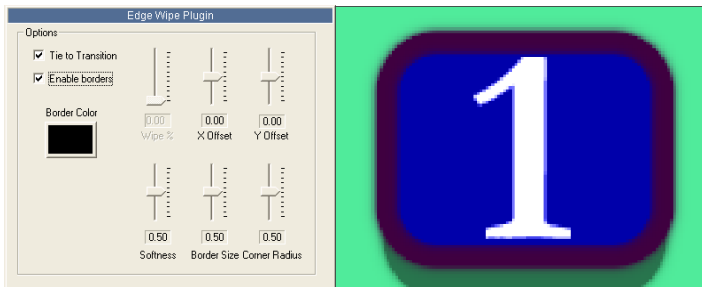 Edge Wipe Plugin
Options
Tie to Transition
Enable borders
Border Color
0.00 0.00 0.00
Wipe % X Offset Y Offset
0.50 0.50 0.50
Softness Border Size Corner Radius
1